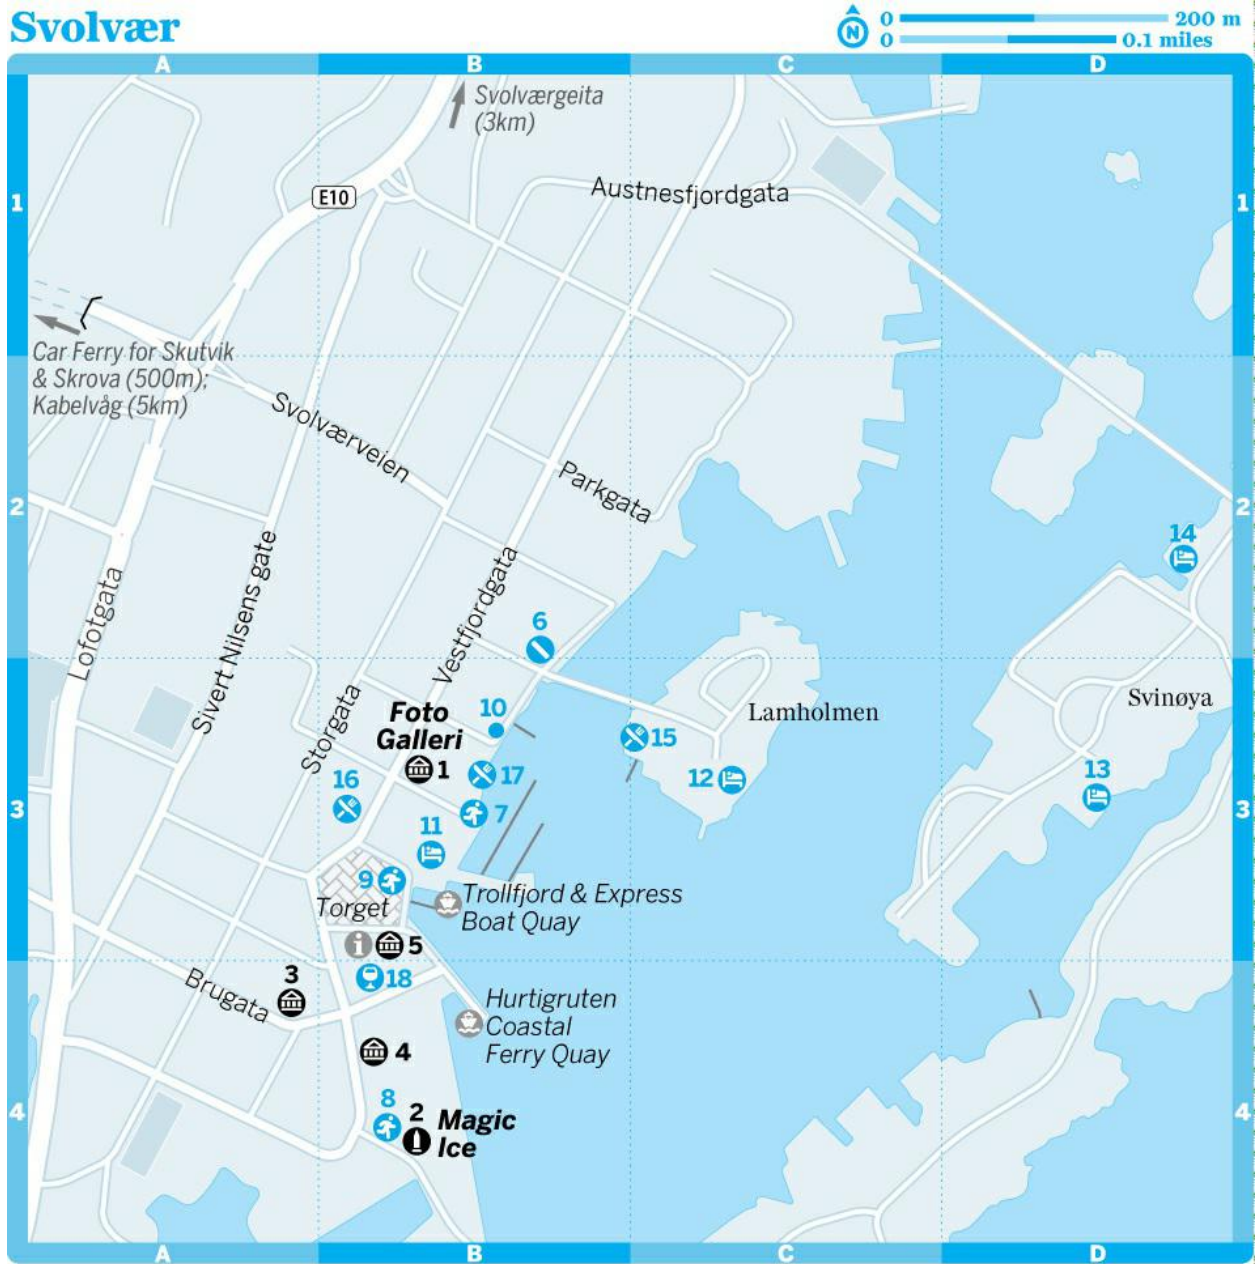 Svolvær
N
0 200 m
0 0.1 miles
A B C D
Svolværgeita
(3km)
Austnesfjordgata
1 1
E10
Car Ferry for Skutvik
& Skrova (500m);
Kabelvåg (5km)
Svolværveien
Parkgata
2 2
14
Sivert Nilsens gate
Vestfjordgata
Lofotgata
6
Storgata
Foto
Galleri
1
10
Lamholmen
Svinøya
15
16
17
12
13
3 3
7
11
9
Torget
Trollfjord & Express
Boat Quay
i
5
18
3
Brugata
Hurtigruten
Coastal
Ferry Quay
4
8
2
Magic
Ice
4 4
A B C D